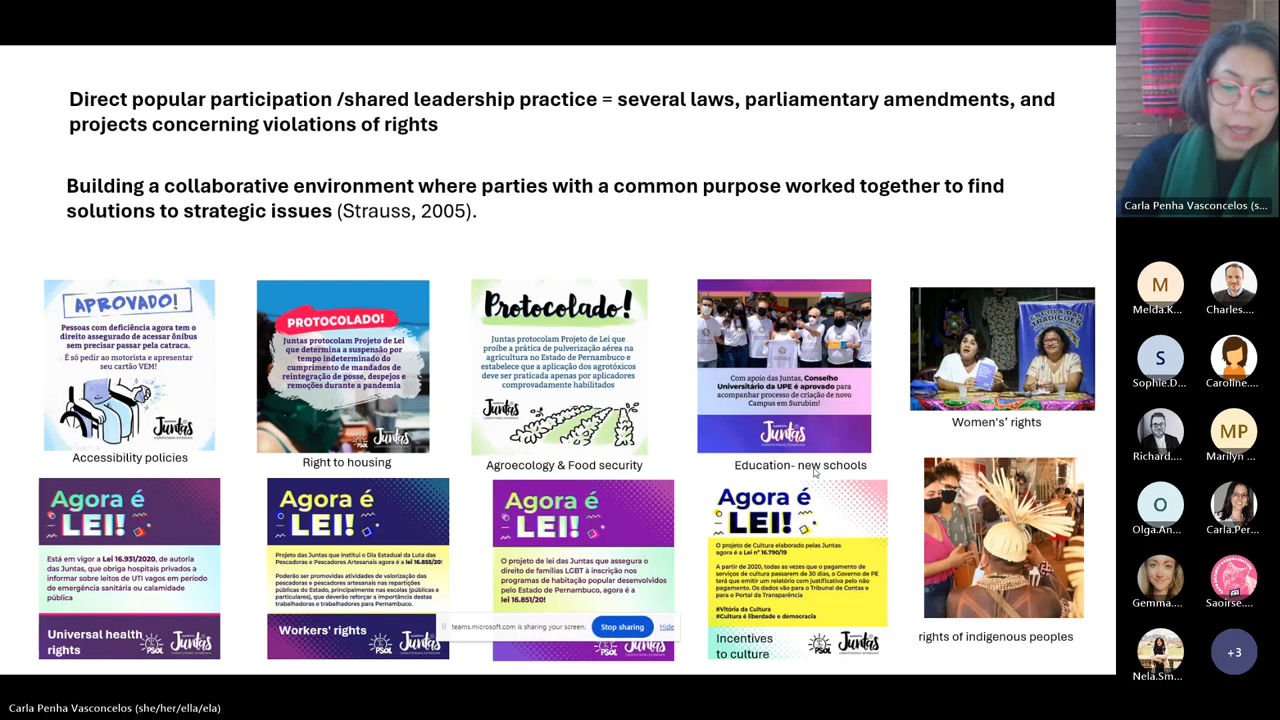 Direct popular participation /shared leadership practice = several laws, parliamentary amendments, and
projects concerning violations of rights
Building a collaborative environment where parties with a common purpose worked together to find
solutions to strategic issues (Strauss, 2005).
APROVADO!
Pessoas com deficiência agora tem o
direito assegurado de acessar ônibus
sem precisar passar pela catraca.
É só pedir ao motorista e apresentar
seu cartão VEM!
Juntas
Accessibility policies
PROTOCOLADO!
Juntas protocolam Projeto de Lei
que determina a suspensão por
tempo indeterminado do
cumprimento de mandados de
reintegração de posse, despejos e
remoções durante a pandemia
PSOL
Juntas
Right to housing
Protocolado!
Juntas protocolam Projeto de Lei que
proíbe a prática de pulverização aérea na
agricultura no Estado de Pernambuco e
estabelece que a aplicação dos agrotóxicos
deve ser praticada apenas por aplicadores
comprovadamente habilitados
Juntas
Agroecology & Food security
Com apoio das Juntas, Conselho
Universitário da UPE é aprovado para
acompanhar processo de criação de novo
Campus em Surubim!
Juntas
Education- new schools
ESCOLA DAS
TRADIÇÕES
Women's' rights
Agora é
LEI!
Está em vigor a Lei 16.931/2020, de autoria
das Juntas, que obriga hospitais privados a
informar sobre leitos de UTI vagos em período
de emergência sanitária ou calamidade
pública
Universal health
rights
PSOL
Juntas
Agora é
LEI!
Projeto das Juntas que institui o Dia Estadual da Luta das
Pescadoras e Pescadores Artesanais agora é a lei 16.855/20!
Poderão ser promovidas atividades de valorização das
pescadoras e pescadores artesanais nas repartições
públicas do Estado, principalmente nas escolas (públicas e
particulares), que deverão reforçar a importância destas
trabalhadoras e trabalhadores para Pernambuco.
Workers' rights
PSOL
Juntas
Agora é
LEI!
O projeto de lei das Juntas que assegura o
direito de famílias LGBT à inscrição nos
programas de habitação popular desenvolvidos
pelo Estado de Pernambuco, agora é a
lei 16.851/20!
PSOL
Juntas
teams.microsoft.com is sharing your screen.
Stop sharing
Hide
Agora é
LEI!
O projeto de Cultura elaborado pelas Juntas
agora é a Lei nº 16.790/19
A partir de 2020, todas as vezes que o pagamento de
serviços de cultura passarem de 30 dias, o Governo de PE
terá que emitir um relatório com justificativa pelo não
pagamento. Os dados vão para o Tribunal de Contas e
para o Portal da Transparência
#Vitória da Cultura
#Cultura é liberdade e democracia
Incentives
to culture
PSOL
Juntas
rights of indigenous peoples
Carla Penha Vasconcelos (s...
M
Melda.K...
Charles....
S
Sophie.D...
Caroline....
Richard....
MP
Marilyn ...
O
Olga.An...
Carla.Per...
Gemma....
Saoirse....
Nela.Sm...
+3
Carla Penha Vasconcelos (she/her/ella/ela)